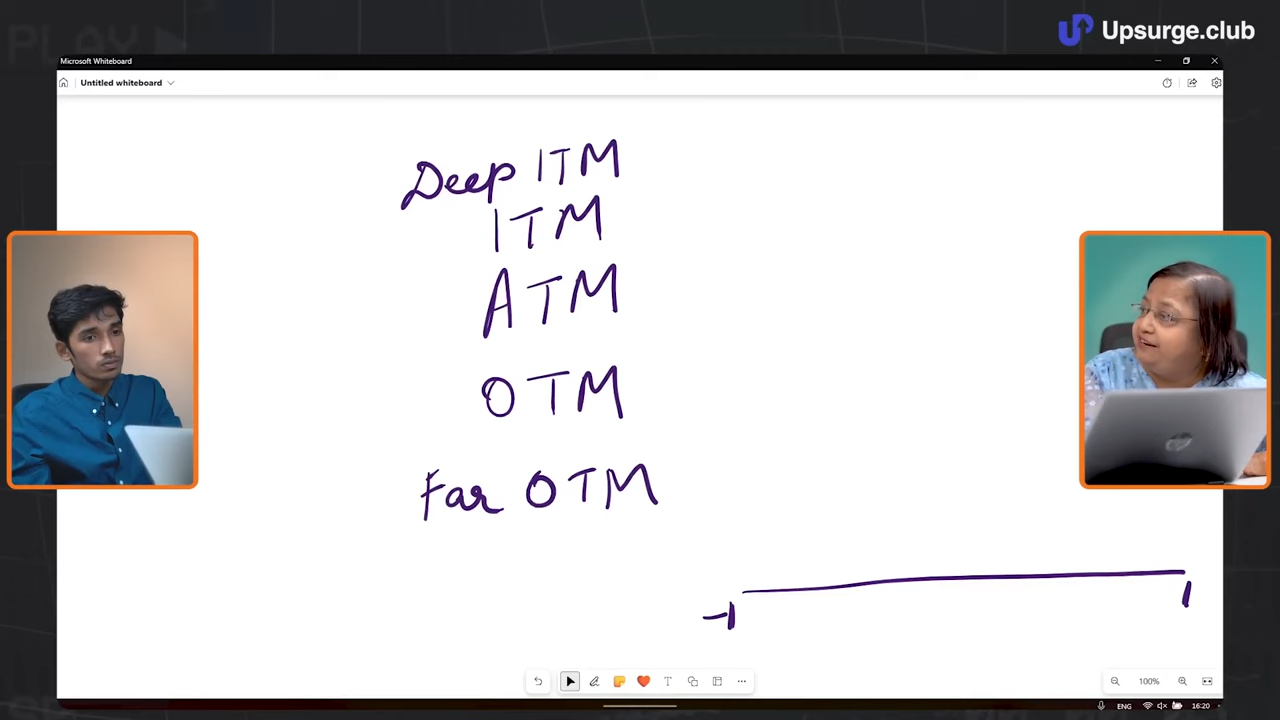 PLAY
Upsurge.club
Microsoft Whiteboard
Untitled whiteboard
Deep ITM
ITM
ATM
OTM
Far OTM
-1
1
100%
ENG
16:20